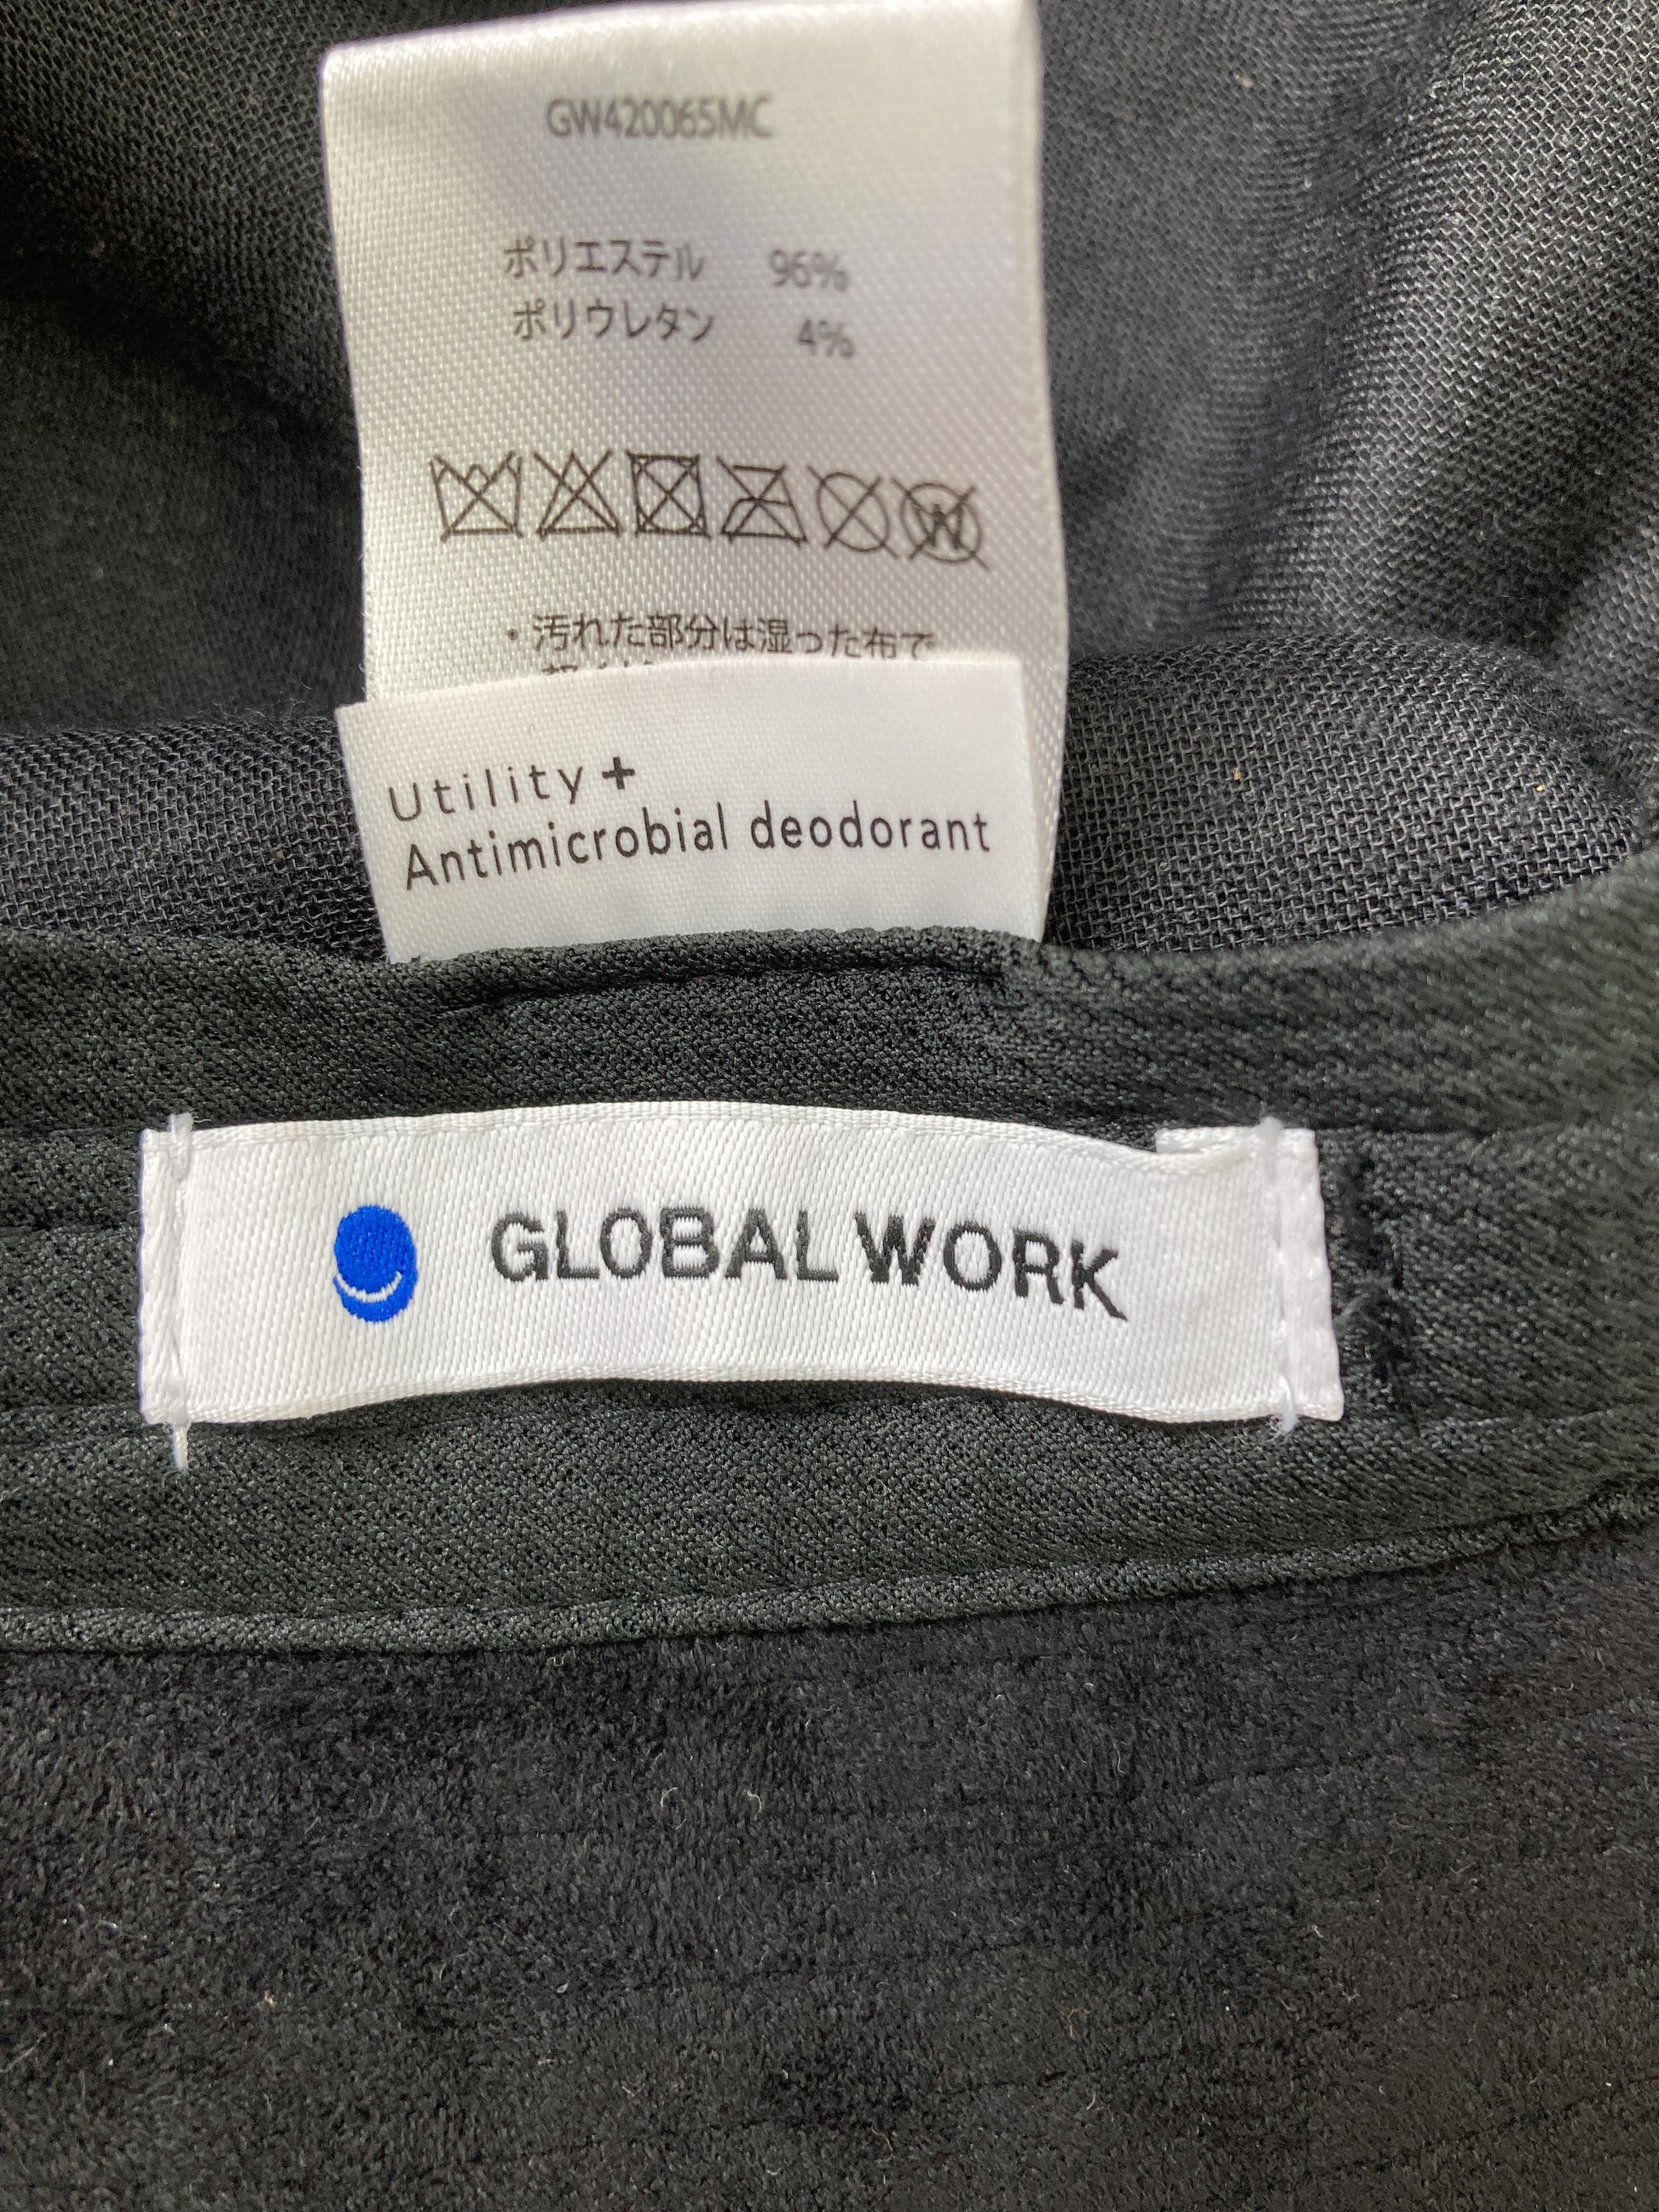 GW420065MC
ポリエステル 96%
ポリウレタン 4%
W
・汚れた部分は湿った布で
Utility+
Antimicrobial deodorant
GLOBAL WORK